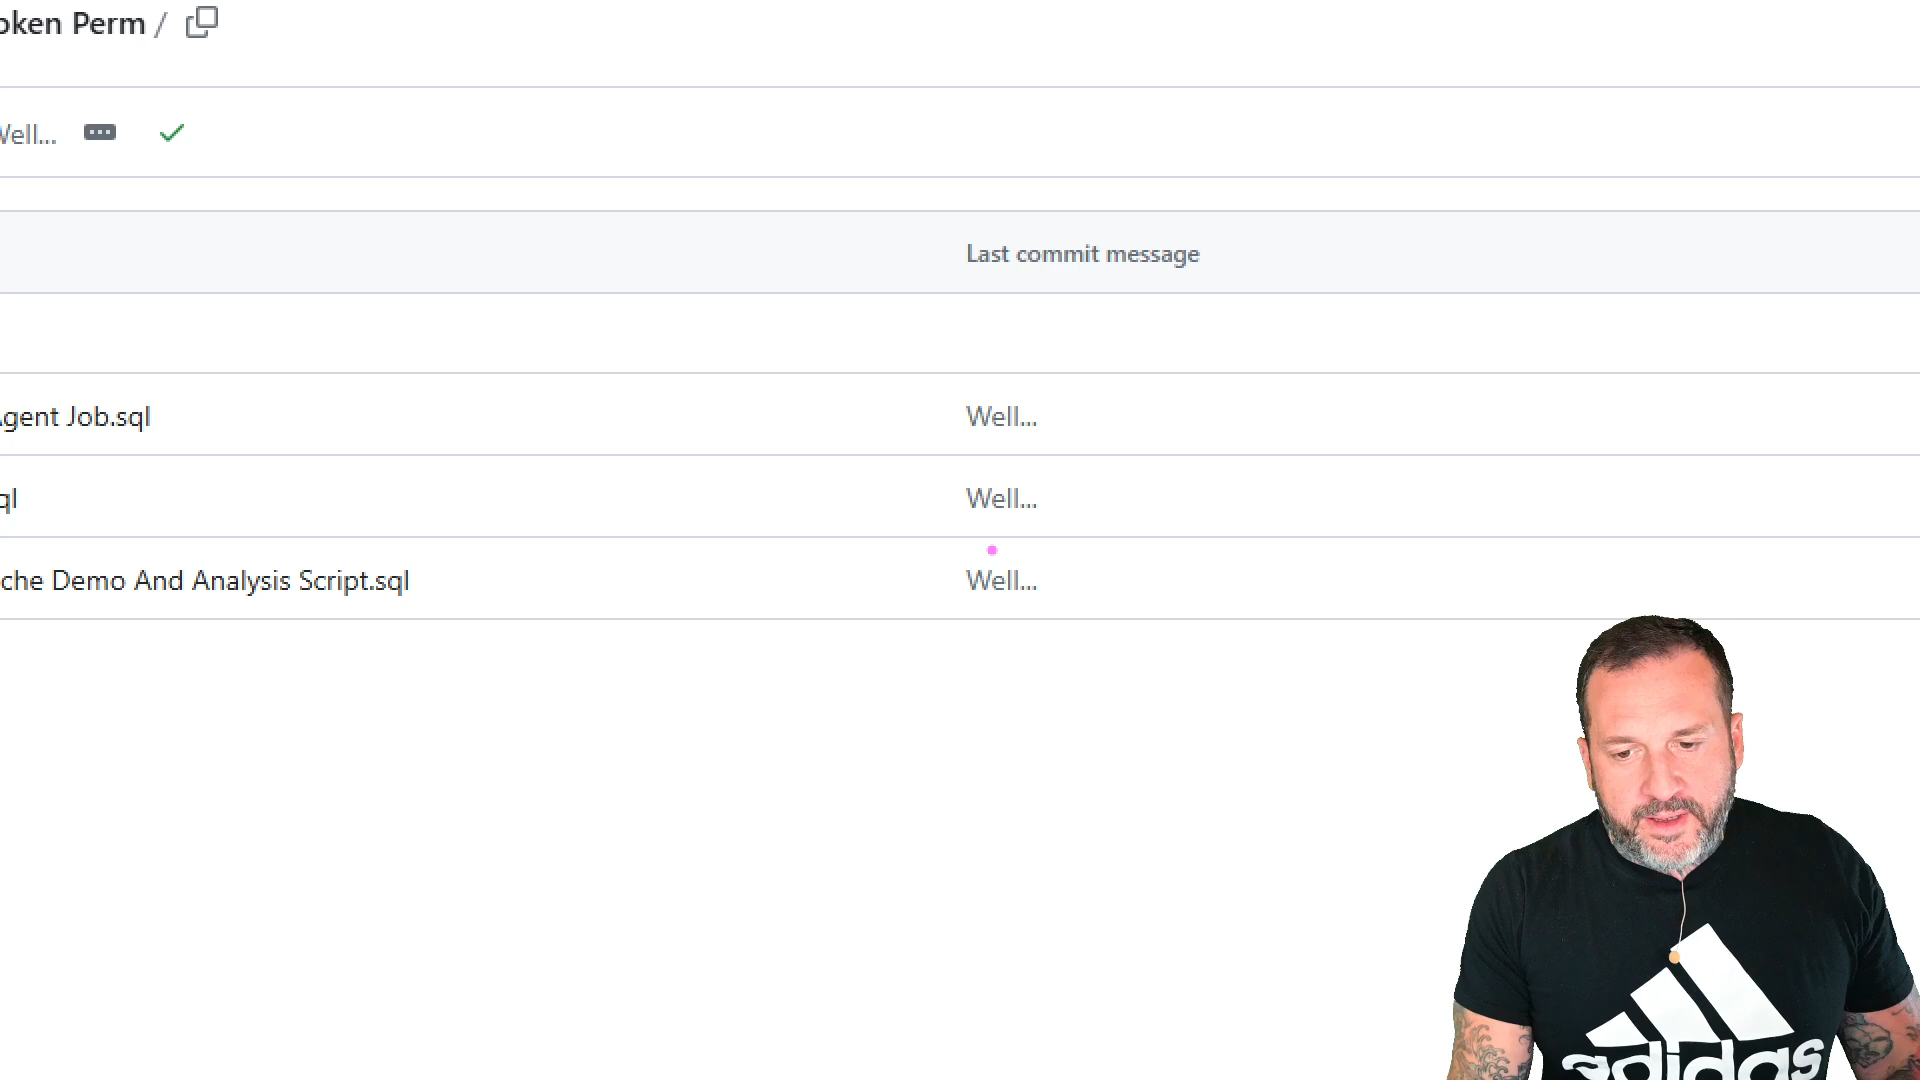 oken Perm /
Well...
Last commit message
Agent Job.sql
Well...
ql
Well...
che Demo And Analysis Script.sql
Well...
adidas